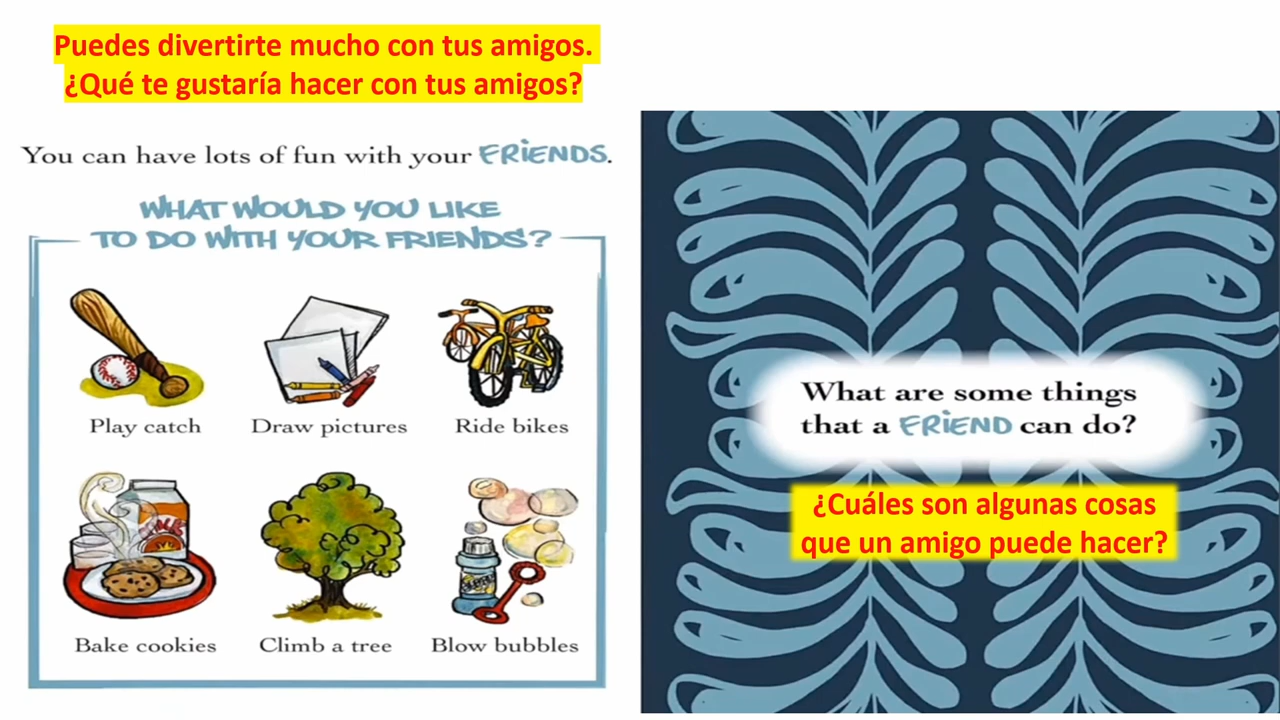 Puedes divertirte mucho con tus amigos.
¿Qué te gustaría hacer con tus amigos?
You can have lots of fun with your FRiENDS.
WHAT WOULD YOU LIKE
TO DO WITH YOUR FRIENDS?
Play catch
Draw pictures
Ride bikes
Bake cookies
Climb a tree
Blow bubbles
What are some things
that a FRiEND can do?
¿Cuáles son algunas cosas
que un amigo puede hacer?